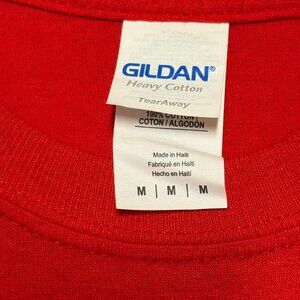 GILDAN®
Heavy Cotton
TearAway
100% COTTON
COTON / ALGODÓN
Made in Haiti
Fabriqué en Haïti
Hecho en Haití
M | M | M